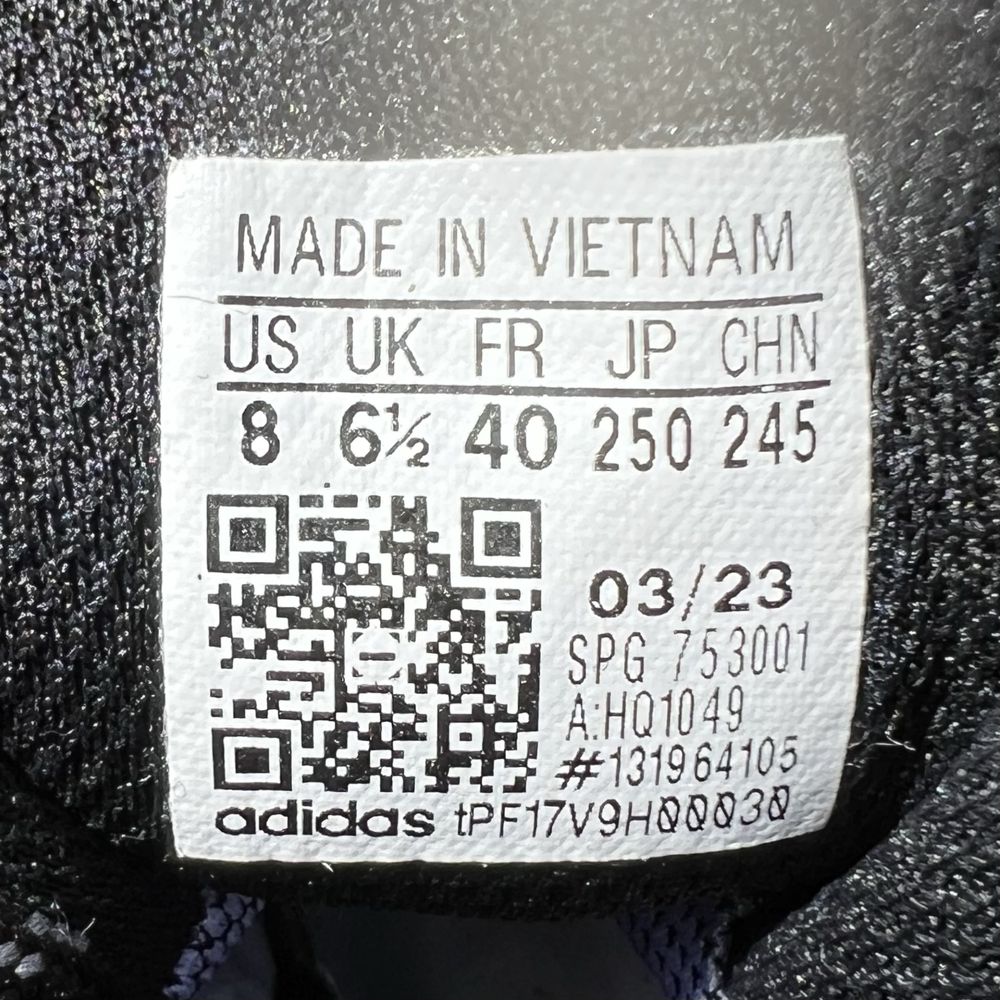 MADE IN VIETNAM
US UK FR JP CHN
8 6½ 40 250 245
03/23
SPG 753001
A:HQ1049
#131964105
adidas tPF17V9H00030